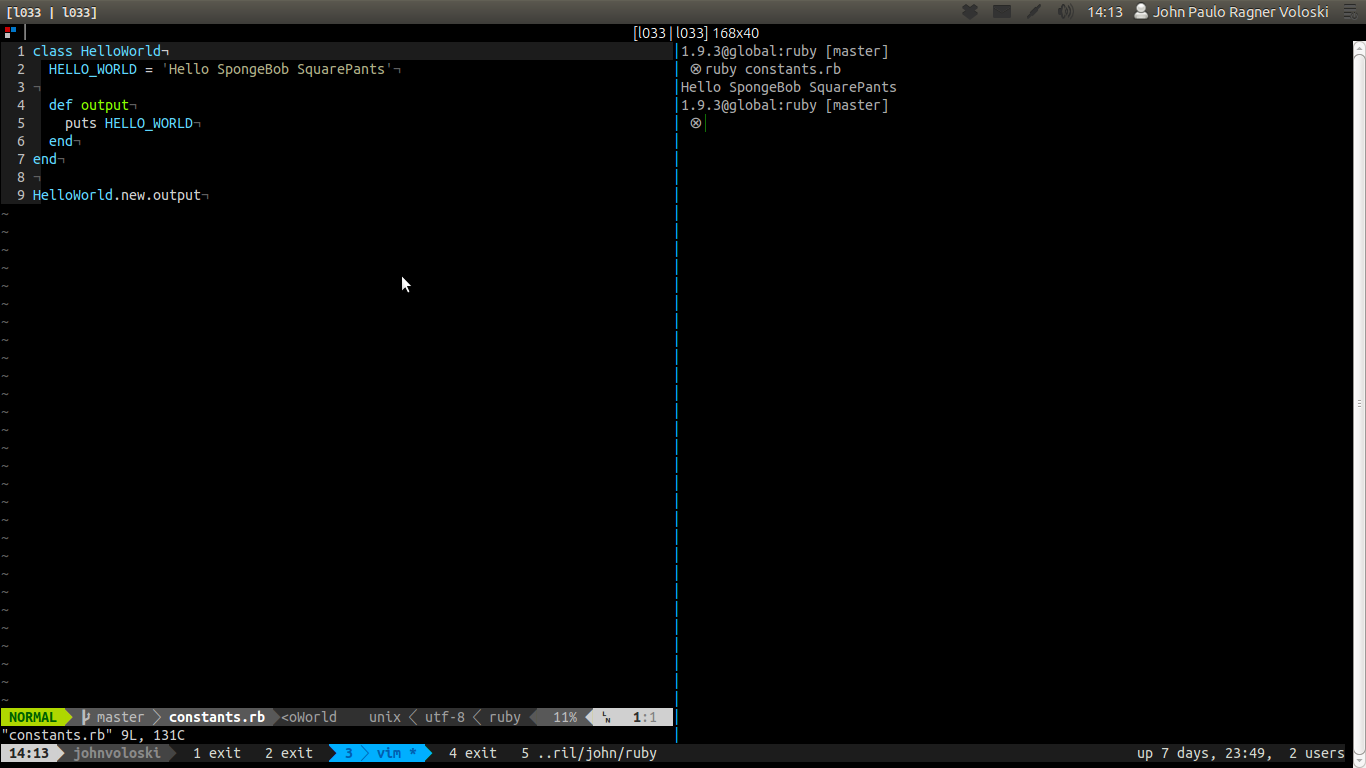 [l033 | l033]
14:13 John Paulo Ragner Voloski
[l033|l033] 168x40
1 class HelloWorld¬
2   HELLO_WORLD = 'Hello SpongeBob SquarePants'¬
3 ¬
4   def output¬
5     puts HELLO_WORLD¬
6   end¬
7 end¬
8 ¬
9 HelloWorld.new.output¬
1.9.3@global:ruby [master]
⊗ ruby constants.rb
Hello SpongeBob SquarePants
1.9.3@global:ruby [master]
⊗
NORMAL master constants.rb <oWorld unix utf-8 ruby 11% LN 1:1
"constants.rb" 9L, 131C
14:13 johnvoloski 1 exit 2 exit 3 vim * 4 exit 5 ..ril/john/ruby up 7 days, 23:49, 2 users